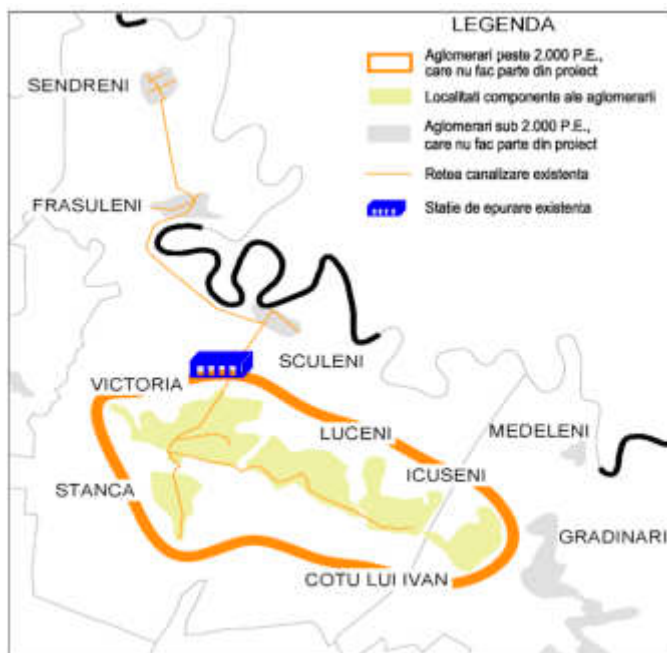 LEGENDA
Aglomerari peste 2.000 P.E.,
care nu fac parte din proiect
Localitati componente ale aglomerarii
Aglomerari sub 2.000 P.E.,
care nu fac parte din proiect
Retea canalizare existenta
Statie de epurare existenta
SENDRENI
FRASULENI
SCULENI
VICTORIA
LUCENI
MEDELENI
ICUSENI
STANCA
GRADINARI
COTU LUI IVAN